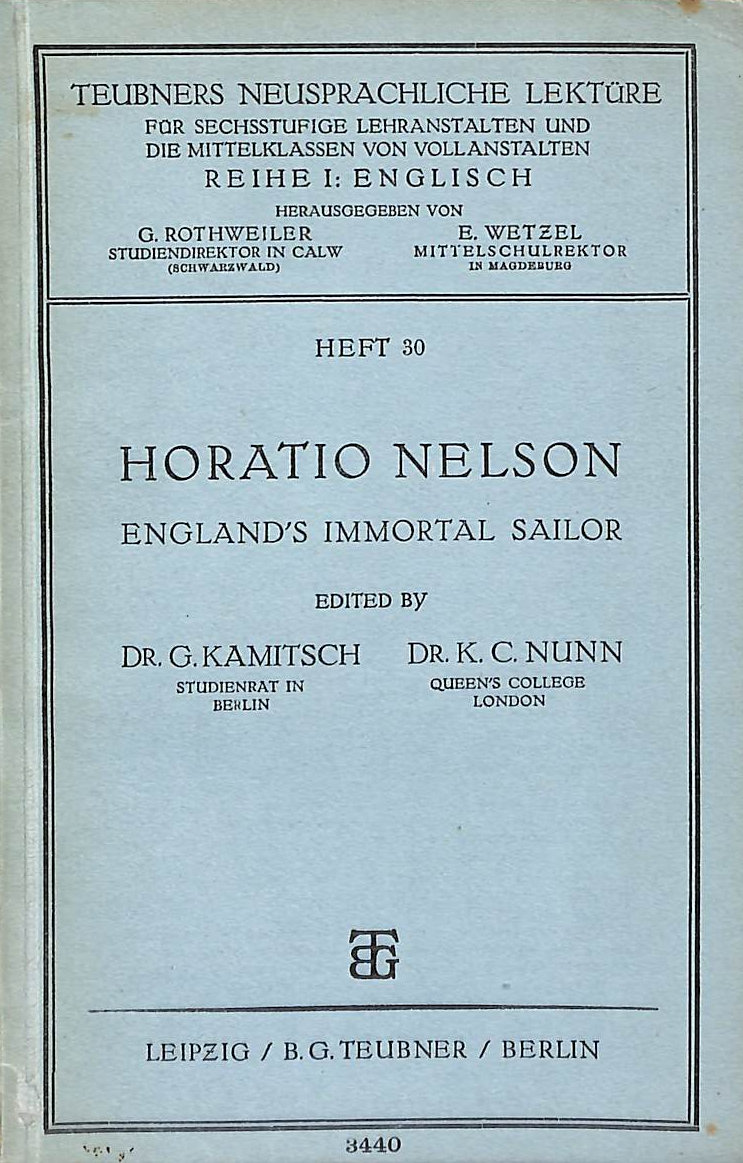 TEUBNERS NEUSPRACHLICHE LEKTÜRE
FÜR SECHSSTUFIGE LEHRANSTALTEN UND
DIE MITTELKLASSEN VON VOLLANSTALTEN
REIHE I: ENGLISCH
HERAUSGEGEBEN VON
G. ROTHWEILER E. WETZEL
STUDIENDIREKTOR IN CALW MITTELSCHULREKTOR
(SCHWARZWALD) IN MAGDEBURG
HEFT 30
HORATIO NELSON
ENGLAND'S IMMORTAL SAILOR
EDITED By
DR. G. KAMITSCH DR. K. C. NUNN
STUDIENRAT IN QUEEN'S COLLEGE
BERLIN LONDON
BTG
LEIPZIG / B. G. TEUBNER / BERLIN
3440